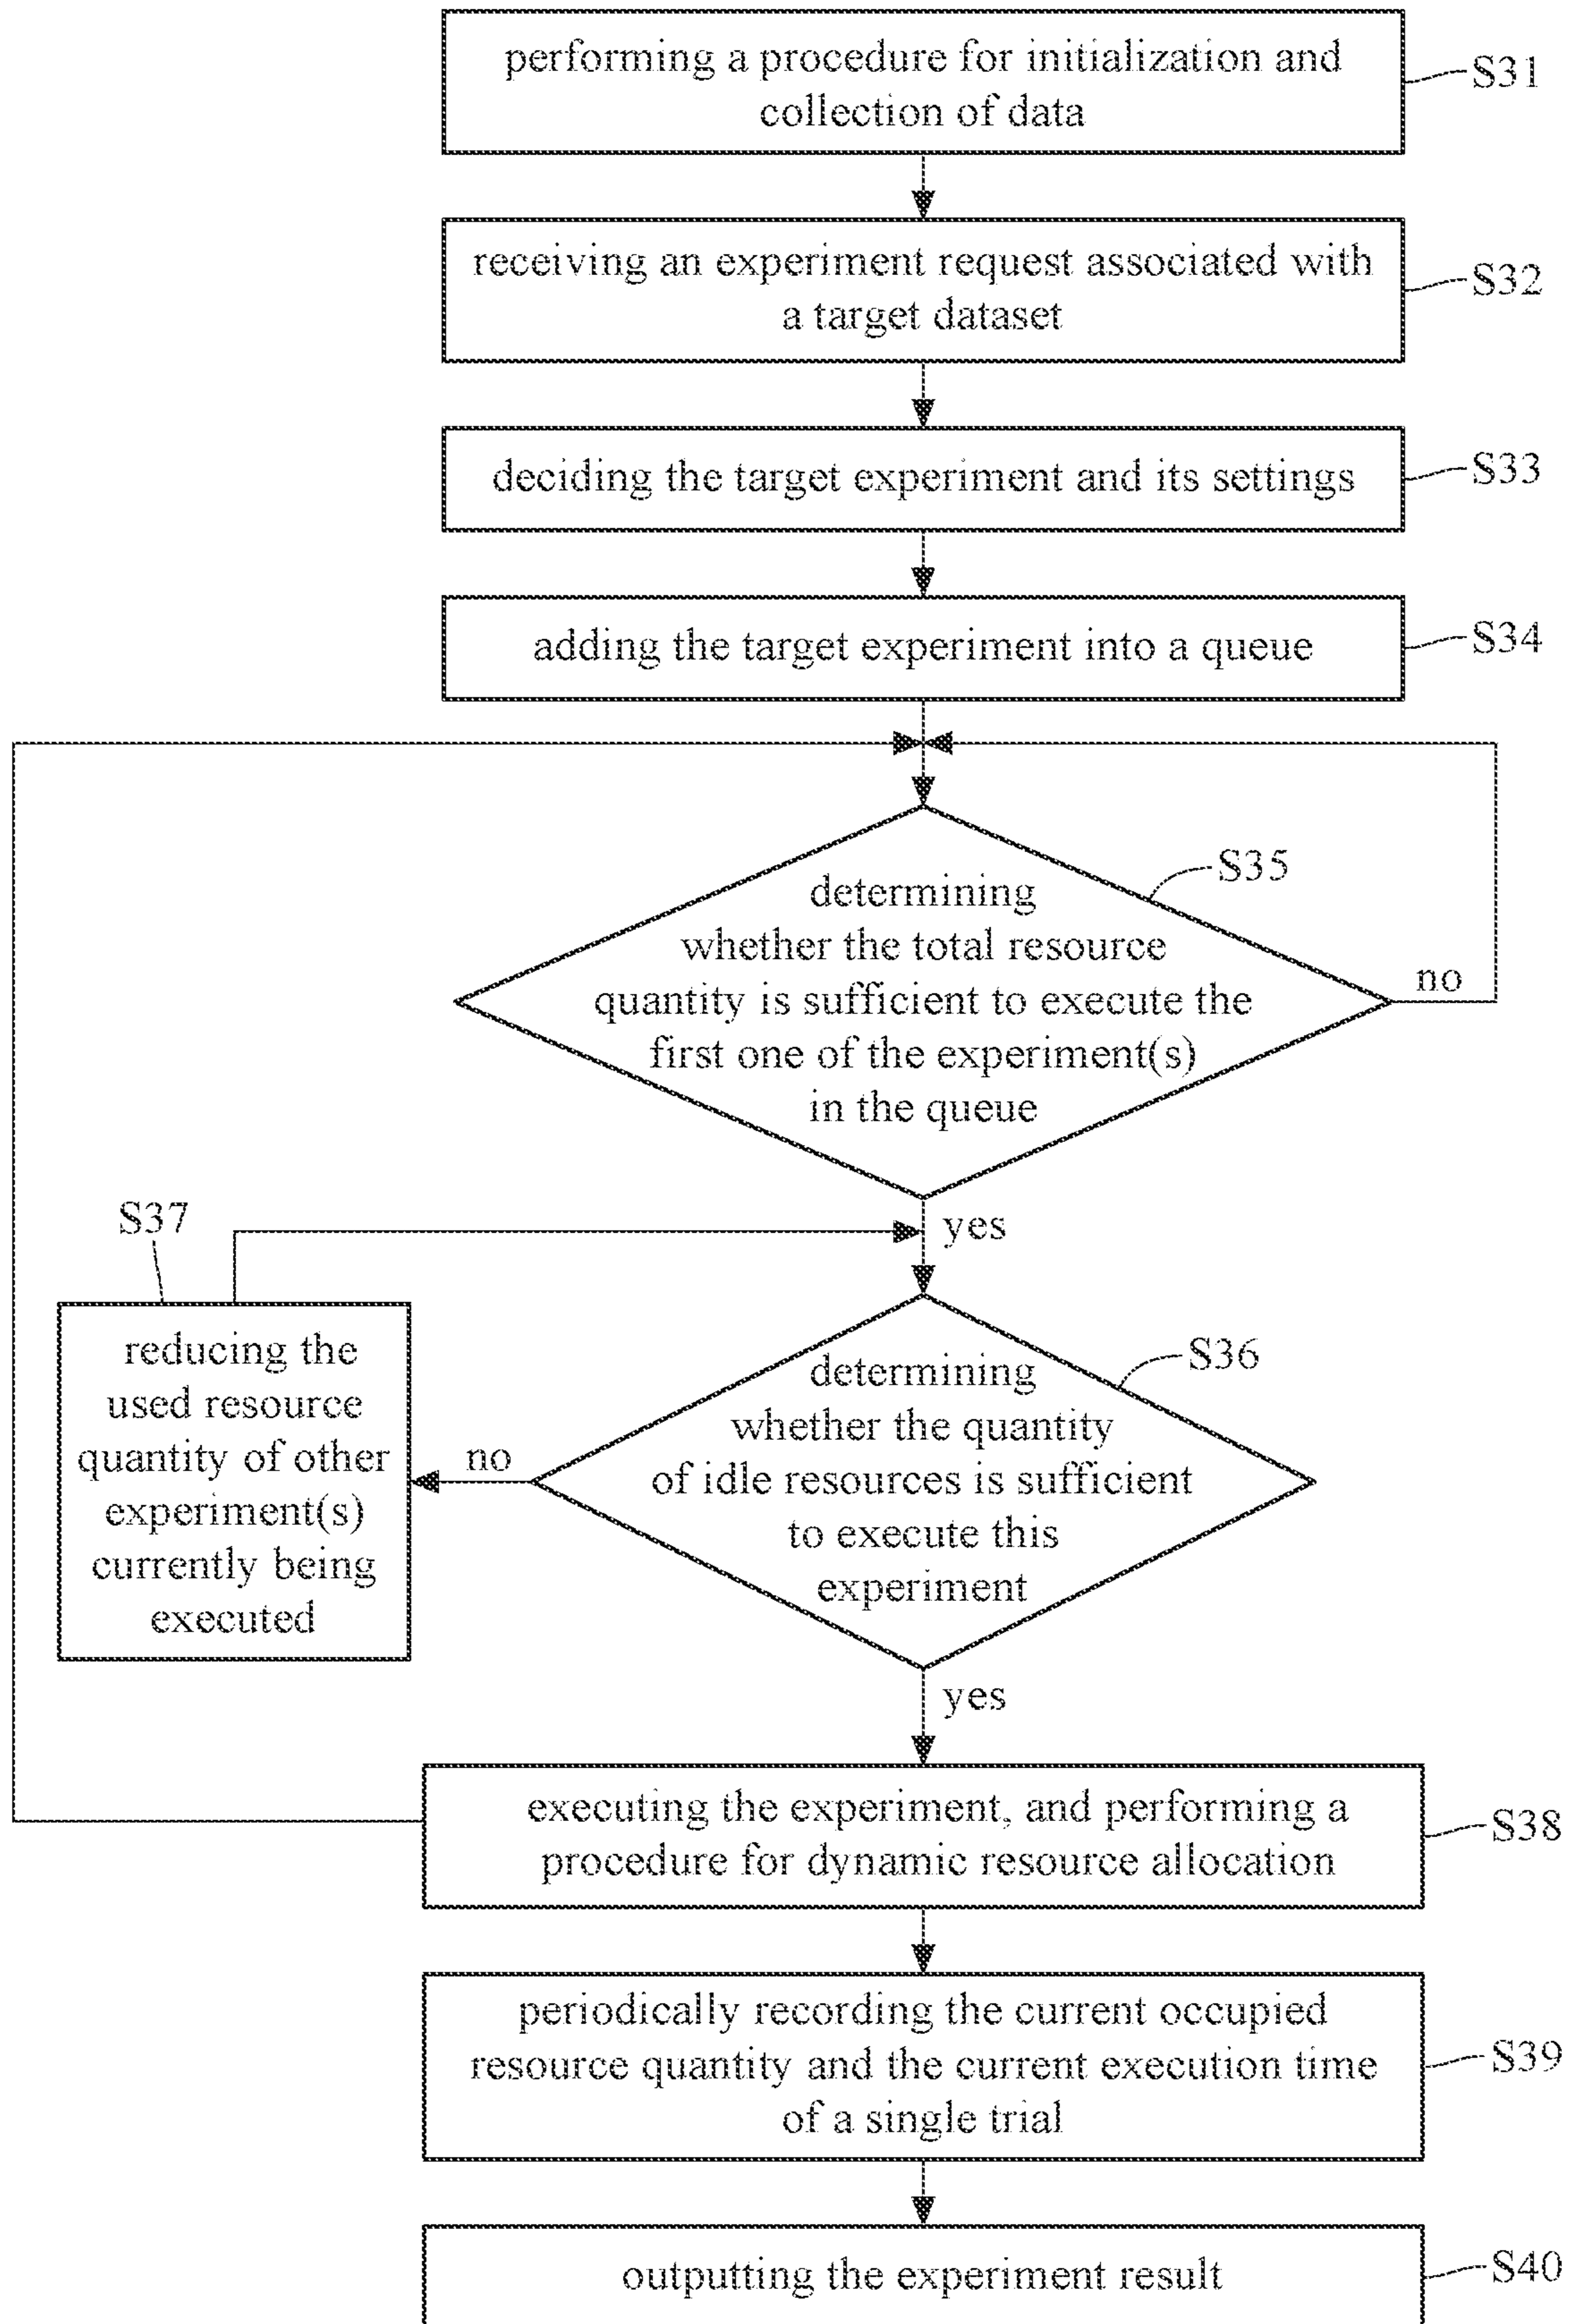 performing a procedure for initialization and
collection of data
S31
receiving an experiment request associated with
a target dataset
S32
deciding the target experiment and its settings
S33
adding the target experiment into a queue
S34
S35
determining
whether the total resource
quantity is sufficient to execute the
first one of the experiment(s)
in the queue
no
yes
S37
reducing the
used resource
quantity of other
experiment(s)
currently being
executed
no
S36
determining
whether the quantity
of idle resources is sufficient
to execute this
experiment
yes
executing the experiment, and performing a
procedure for dynamic resource allocation
S38
periodically recording the current occupied
resource quantity and the current execution time
of a single trial
S39
outputting the experiment result
S40